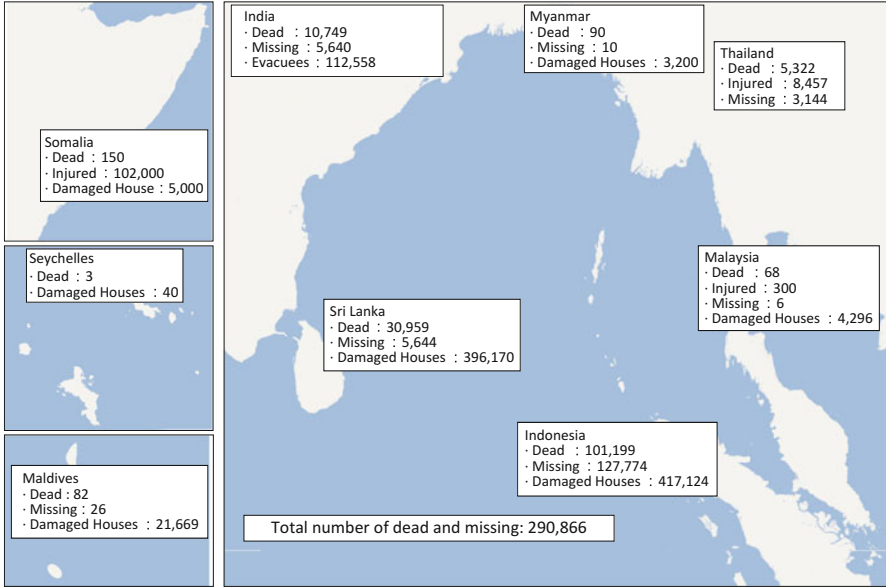 India
· Dead : 10,749
· Missing : 5,640
· Evacuees : 112,558
Myanmar
· Dead : 90
· Missing : 10
· Damaged Houses : 3,200
Thailand
· Dead : 5,322
· Injured : 8,457
· Missing : 3,144
Somalia
· Dead : 150
· Injured : 102,000
· Damaged House : 5,000
Seychelles
· Dead : 3
· Damaged Houses : 40
Malaysia
· Dead : 68
· Injured : 300
· Missing : 6
· Damaged Houses : 4,296
Sri Lanka
· Dead : 30,959
· Missing : 5,644
· Damaged Houses : 396,170
Indonesia
· Dead : 101,199
· Missing : 127,774
· Damaged Houses : 417,124
Maldives
· Dead : 82
· Missing : 26
· Damaged Houses : 21,669
Total number of dead and missing: 290,866